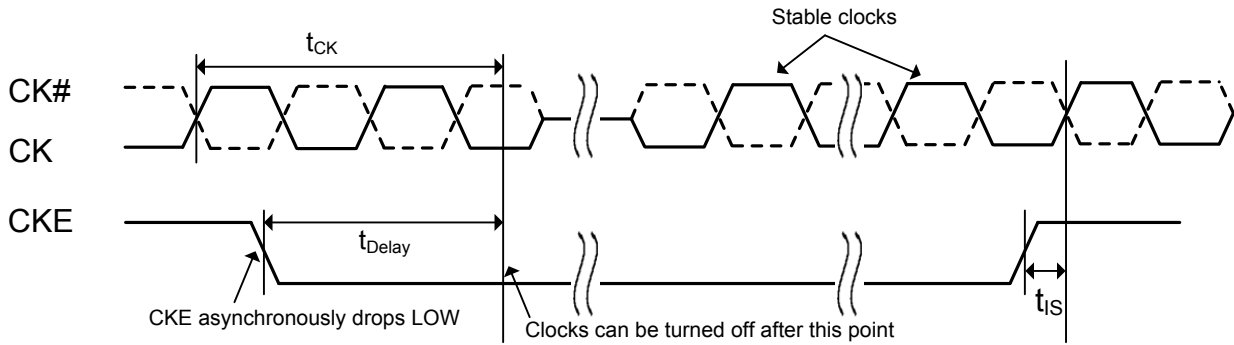 Stable clocks
tCK
CK#
CK
CKE
tDelay
tIS
CKE asynchronously drops LOW
Clocks can be turned off after this point